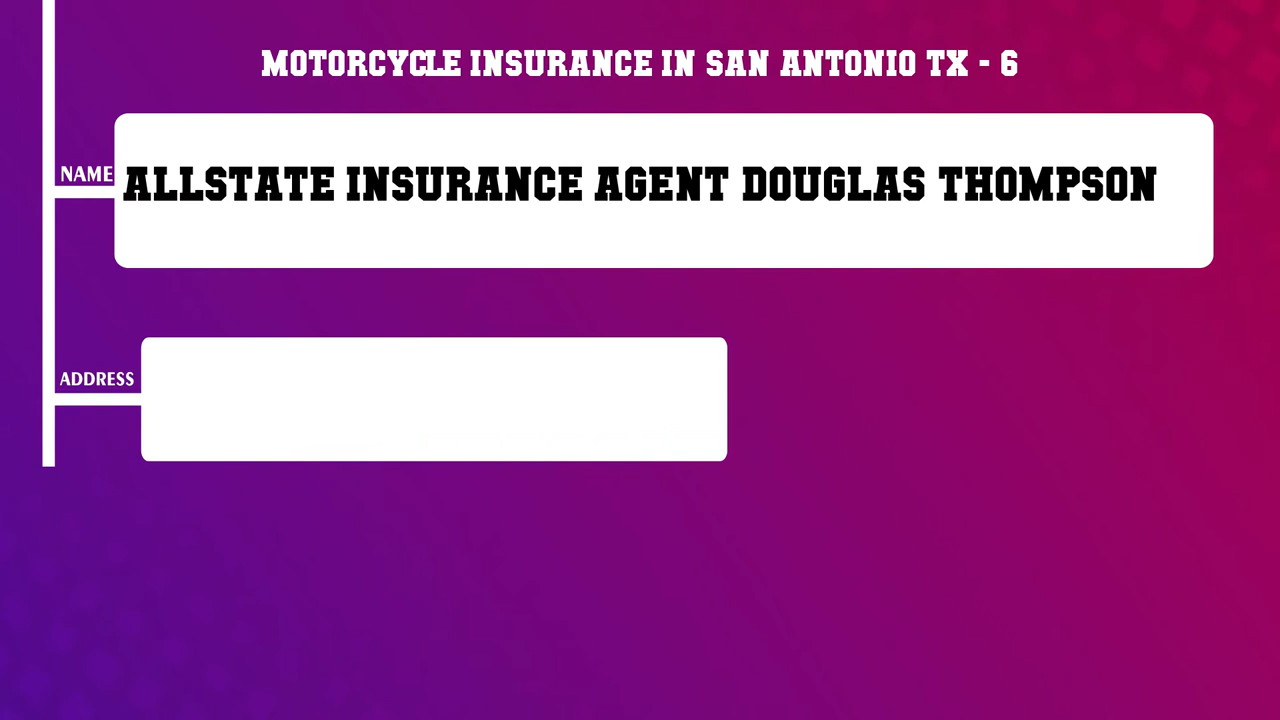 MOTORCYCLE INSURANCE IN SAN ANTONIO TX - 6
NAME
ALLSTATE INSURANCE AGENT DOUGLAS THOMPSON
ADDRESS